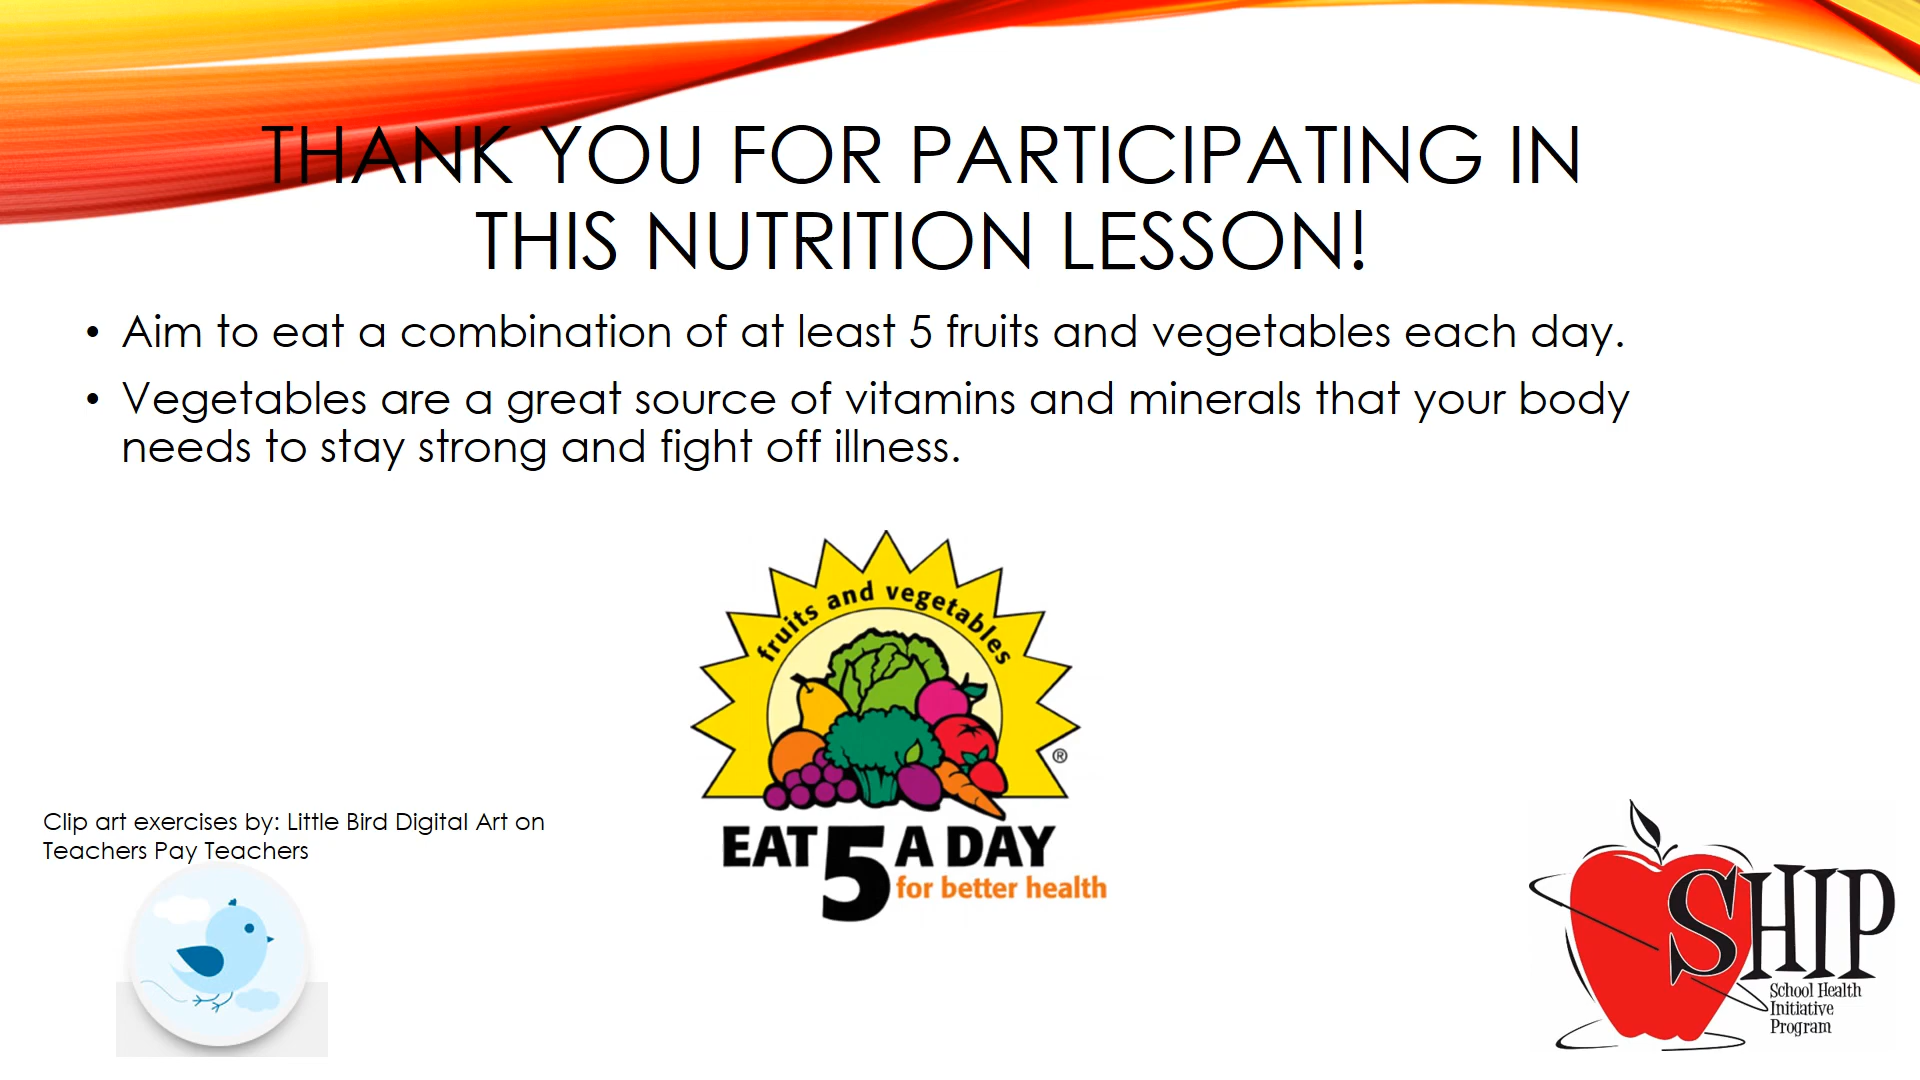 THANK YOU FOR PARTICIPATING IN
THIS NUTRITION LESSON!
• Aim to eat a combination of at least 5 fruits and vegetables each day.
• Vegetables are a great source of vitamins and minerals that your body
needs to stay strong and fight off illness.
fruits and vegetables
®
EAT 5 A DAY
for better health
Clip art exercises by: Little Bird Digital Art on
Teachers Pay Teachers
SHIP
School Health
Initiative
Program